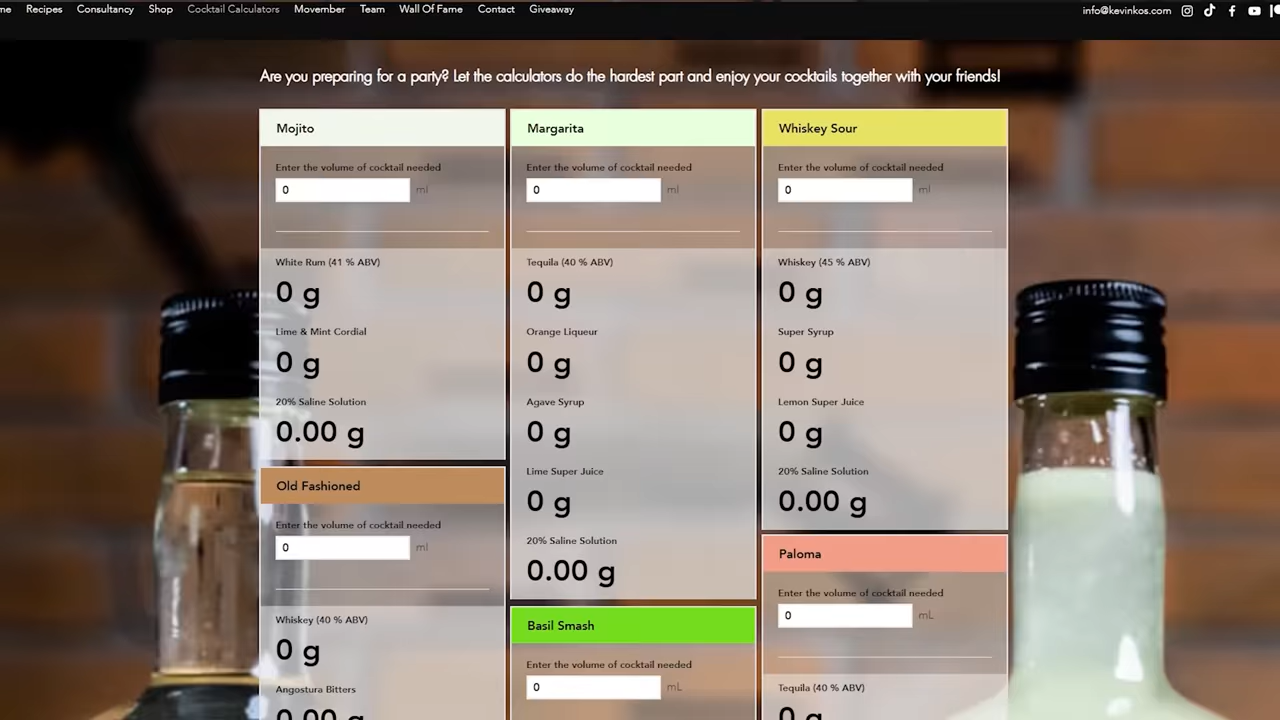 me Recipes Consultancy Shop Cocktail Calculators Movember Team Wall Of Fame Contact Giveaway info@kevinkos.com
Are you preparing for a party? Let the calculators do the hardest part and enjoy your cocktails together with your friends!
Mojito
Enter the volume of cocktail needed
0 ml
White Rum (41 % ABV)
0 g
Lime & Mint Cordial
0 g
20% Saline Solution
0.00 g
Old Fashioned
Enter the volume of cocktail needed
0 ml
Whiskey (40 % ABV)
0 g
Angostura Bitters
0.00 g
Margarita
Enter the volume of cocktail needed
0 ml
Tequila (40 % ABV)
0 g
Orange Liqueur
0 g
Agave Syrup
0 g
Lime Super Juice
0 g
20% Saline Solution
0.00 g
Basil Smash
Enter the volume of cocktail needed
0 mL
Whiskey Sour
Enter the volume of cocktail needed
0 ml
Whiskey (45 % ABV)
0 g
Super Syrup
0 g
Lemon Super Juice
0 g
20% Saline Solution
0.00 g
Paloma
Enter the volume of cocktail needed
0 mL
Tequila (40 % ABV)
0 g